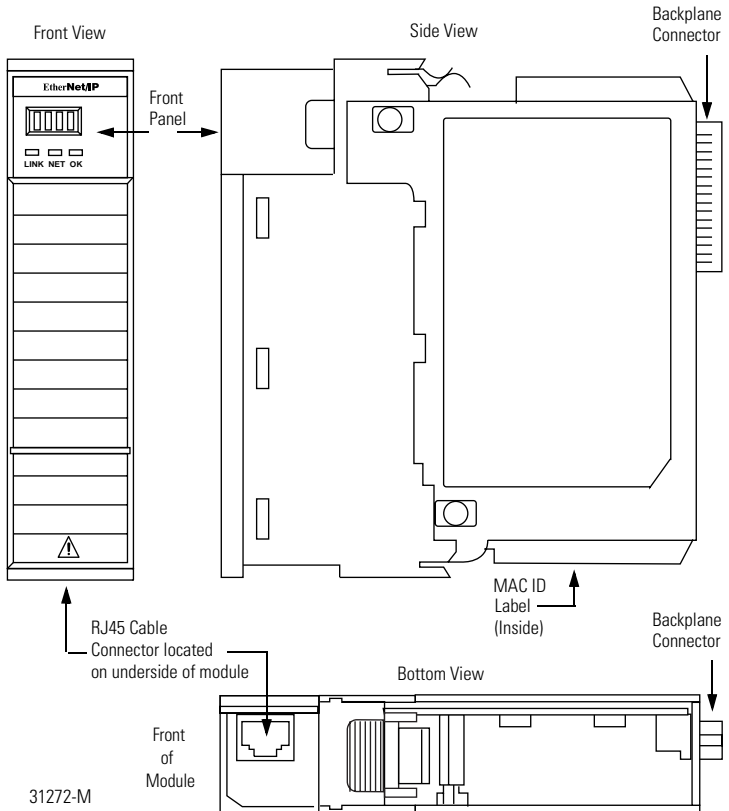 Front View
Side View
Backplane
Connector
EtherNet/IP
Front
Panel
LINK NET OK
MAC ID
Label
(Inside)
RJ45 Cable
Connector located
on underside of module
Backplane
Connector
Bottom View
Front
of
Module
31272-M